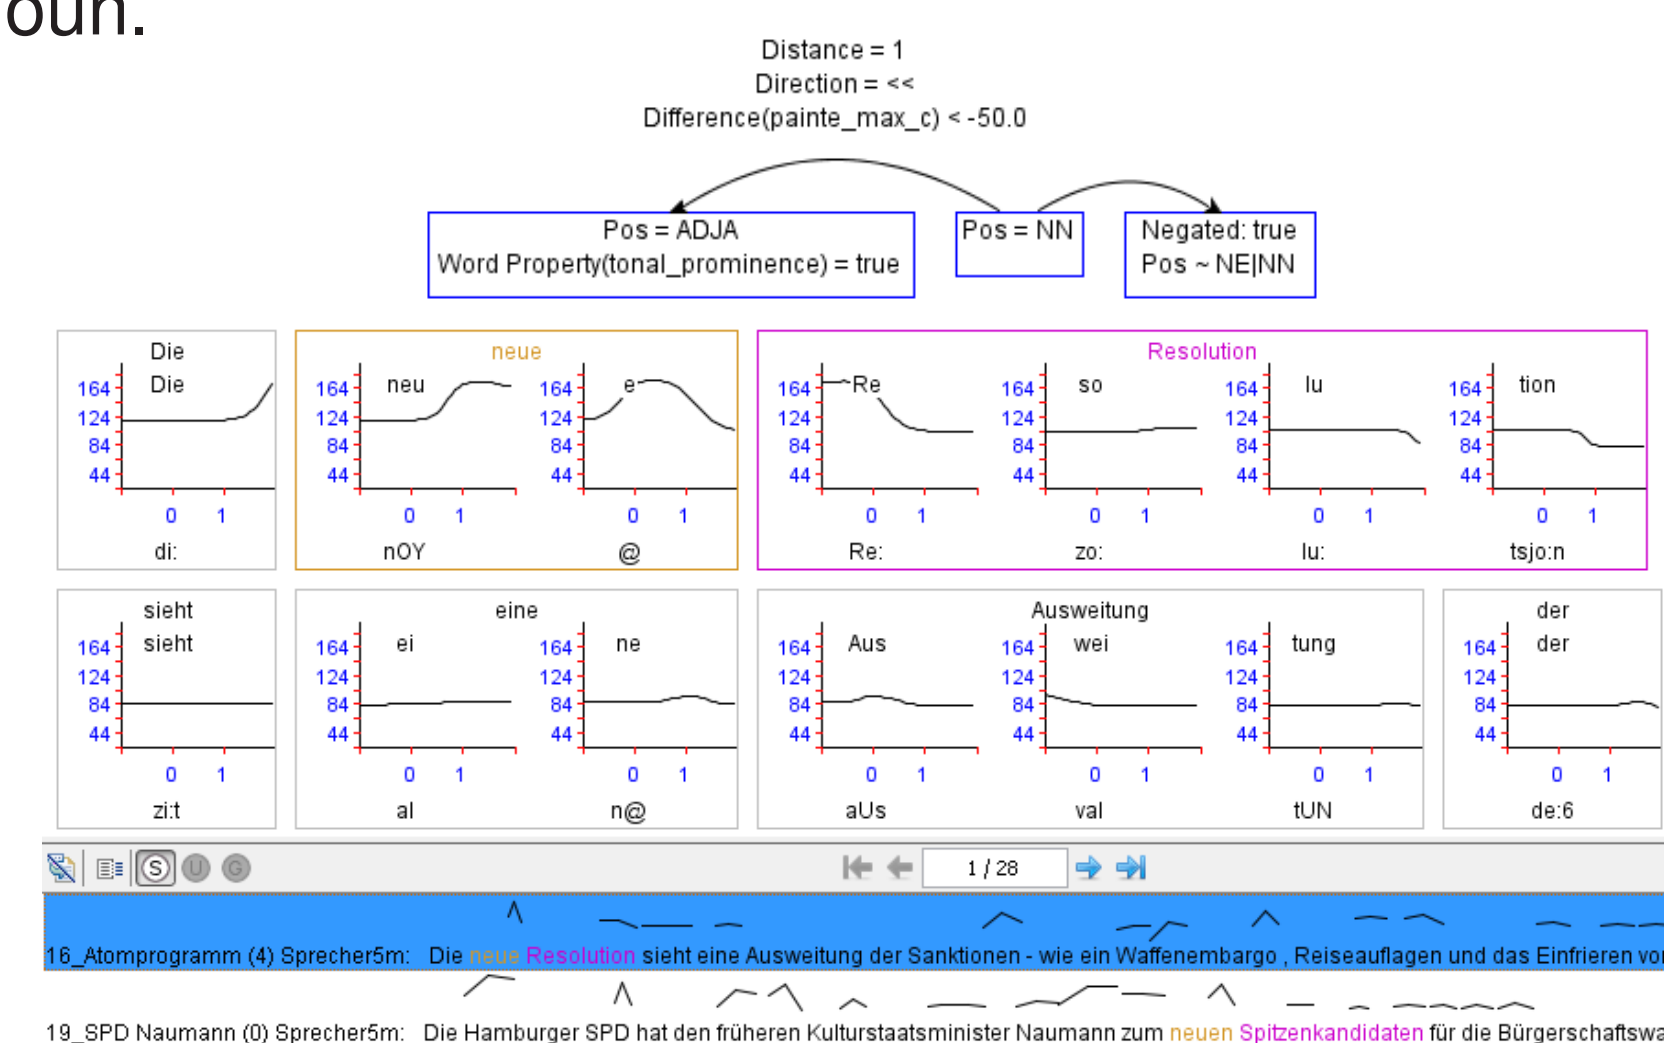 oun.
Distance = 1
Direction = <<
Difference(painte_max_c) < -50.0
Pos = ADJA
Word Property(tonal_prominence) = true
Pos = NN
Negated: true
Pos ~ NE|NN
Die neue Resolution
Die neu e Re so lu tion
164 164 164 164 164 164 164
124 124 124 124 124 124 124
84 84 84 84 84 84 84
44 44 44 44 44 44 44
0 1 0 1 0 1 0 1 0 1 0 1 0 1
di: nOY @ Re: zo: lu: tsjo:n
sieht eine Ausweitung der
sieht ei ne Aus wei tung der
164 164 164 164 164 164 164
124 124 124 124 124 124 124
84 84 84 84 84 84 84
44 44 44 44 44 44 44
0 1 0 1 0 1 0 1 0 1 0 1 0 1
zi:t aI n@ aUs vaI tUN de:6
S U G 1 / 28
16_Atomprogramm (4) Sprecher5m: Die neue Resolution sieht eine Ausweitung der Sanktionen - wie ein Waffenembargo , Reiseauflagen und das Einfrieren vo
19_SPD Naumann (0) Sprecher5m: Die Hamburger SPD hat den früheren Kulturstaatsminister Naumann zum neuen Spitzenkandidaten für die Bürgerschaftswa